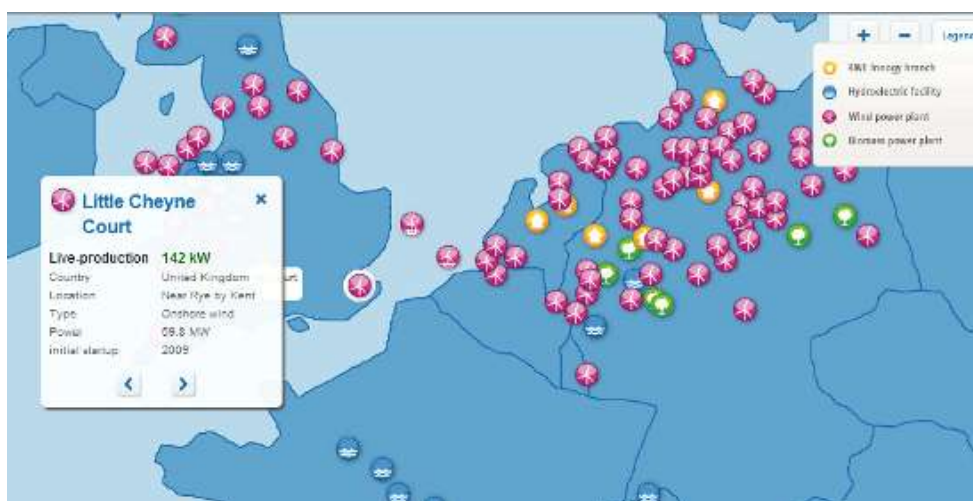 Legend
RWE Innogy branch
Hydroelectric facility
Wind power plant
Biomass power plant
Little Cheyne
Court
Live-production 142 kW
Country United Kingdom
Location Near Rye by Kent
Type Onshore wind
Power 59.8 MW
initial startup 2009